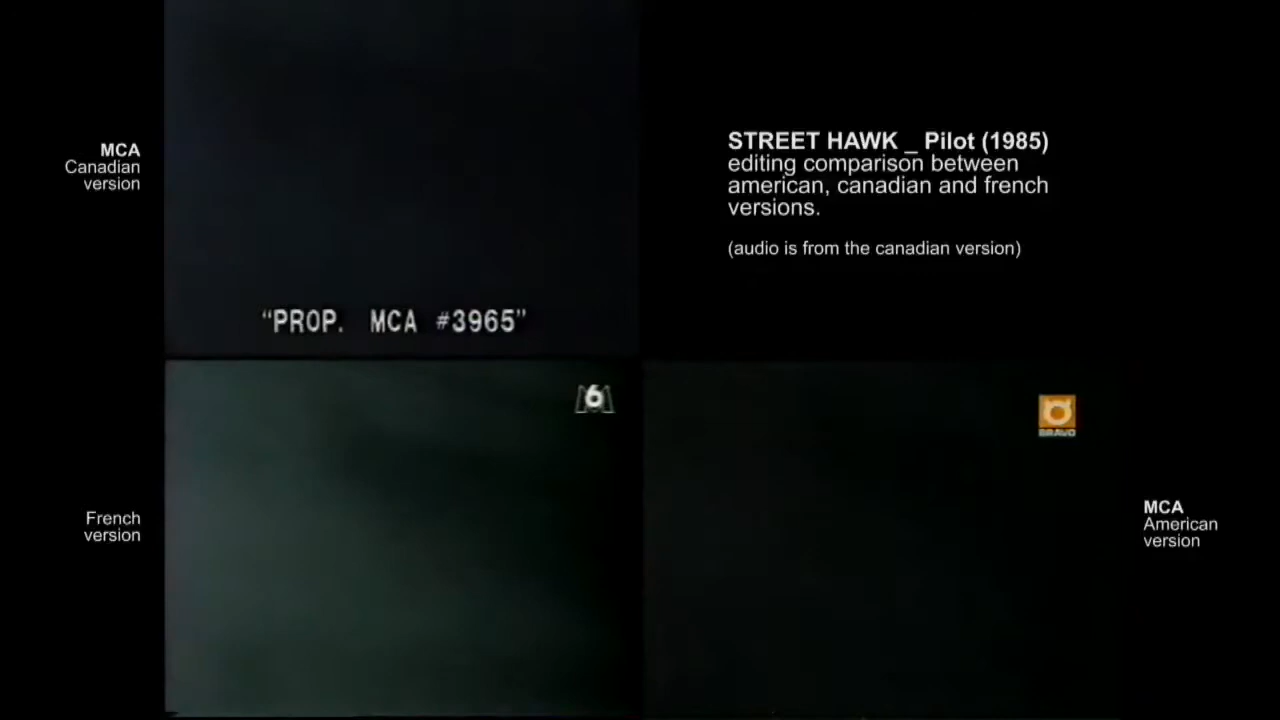 MCA
Canadian
version
STREET HAWK _ Pilot (1985)
editing comparison between
american, canadian and french
versions.
(audio is from the canadian version)
“PROP. MCA #3965”
6
BRAVO
French
version
MCA
American
version